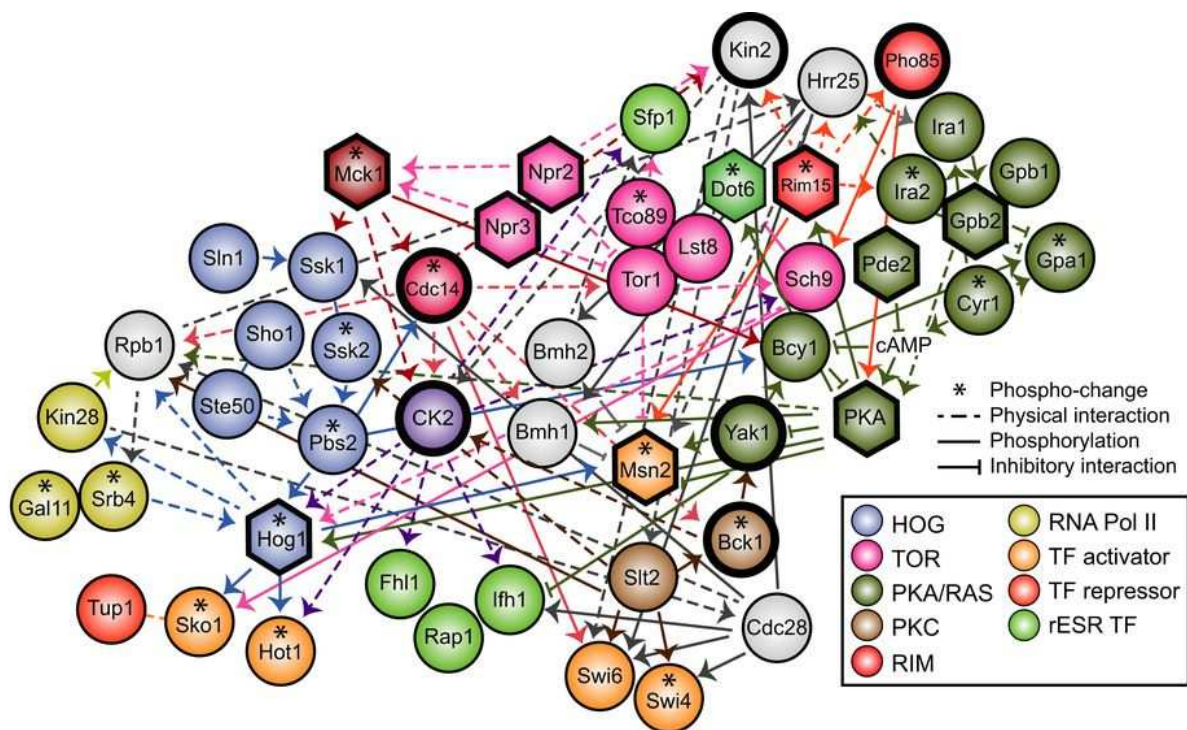 Kin2
Hrr25
Pho85
Sfp1
Ira1
*
Mck1
Npr2
*
Dot6
*
Rim15
*
Ira2
Gpb1
*
Tco89
Npr3
Lst8
Gpb2
Sln1
Ssk1
*
Cdc14
Tor1
Sch9
Pde2
*
Gpa1
*
Cyr1
Rpb1
Sho1
*
Ssk2
Bmh2
Bcy1
cAMP
Kin28
Ste50
*
Pbs2
CK2
Bmh1
Yak1
PKA
*
Msn2
*
Gal11
*
Srb4
*
Hog1
*
Bck1
Slt2
Fhl1
Ifh1
Rap1
Tup1
*
Sko1
*
Hot1
Cdc28
Swi6
*
Swi4
* Phospho-change
Physical interaction
Phosphorylation
Inhibitory interaction
HOG
TOR
PKA/RAS
PKC
RIM
RNA Pol II
TF activator
TF repressor
rESR TF